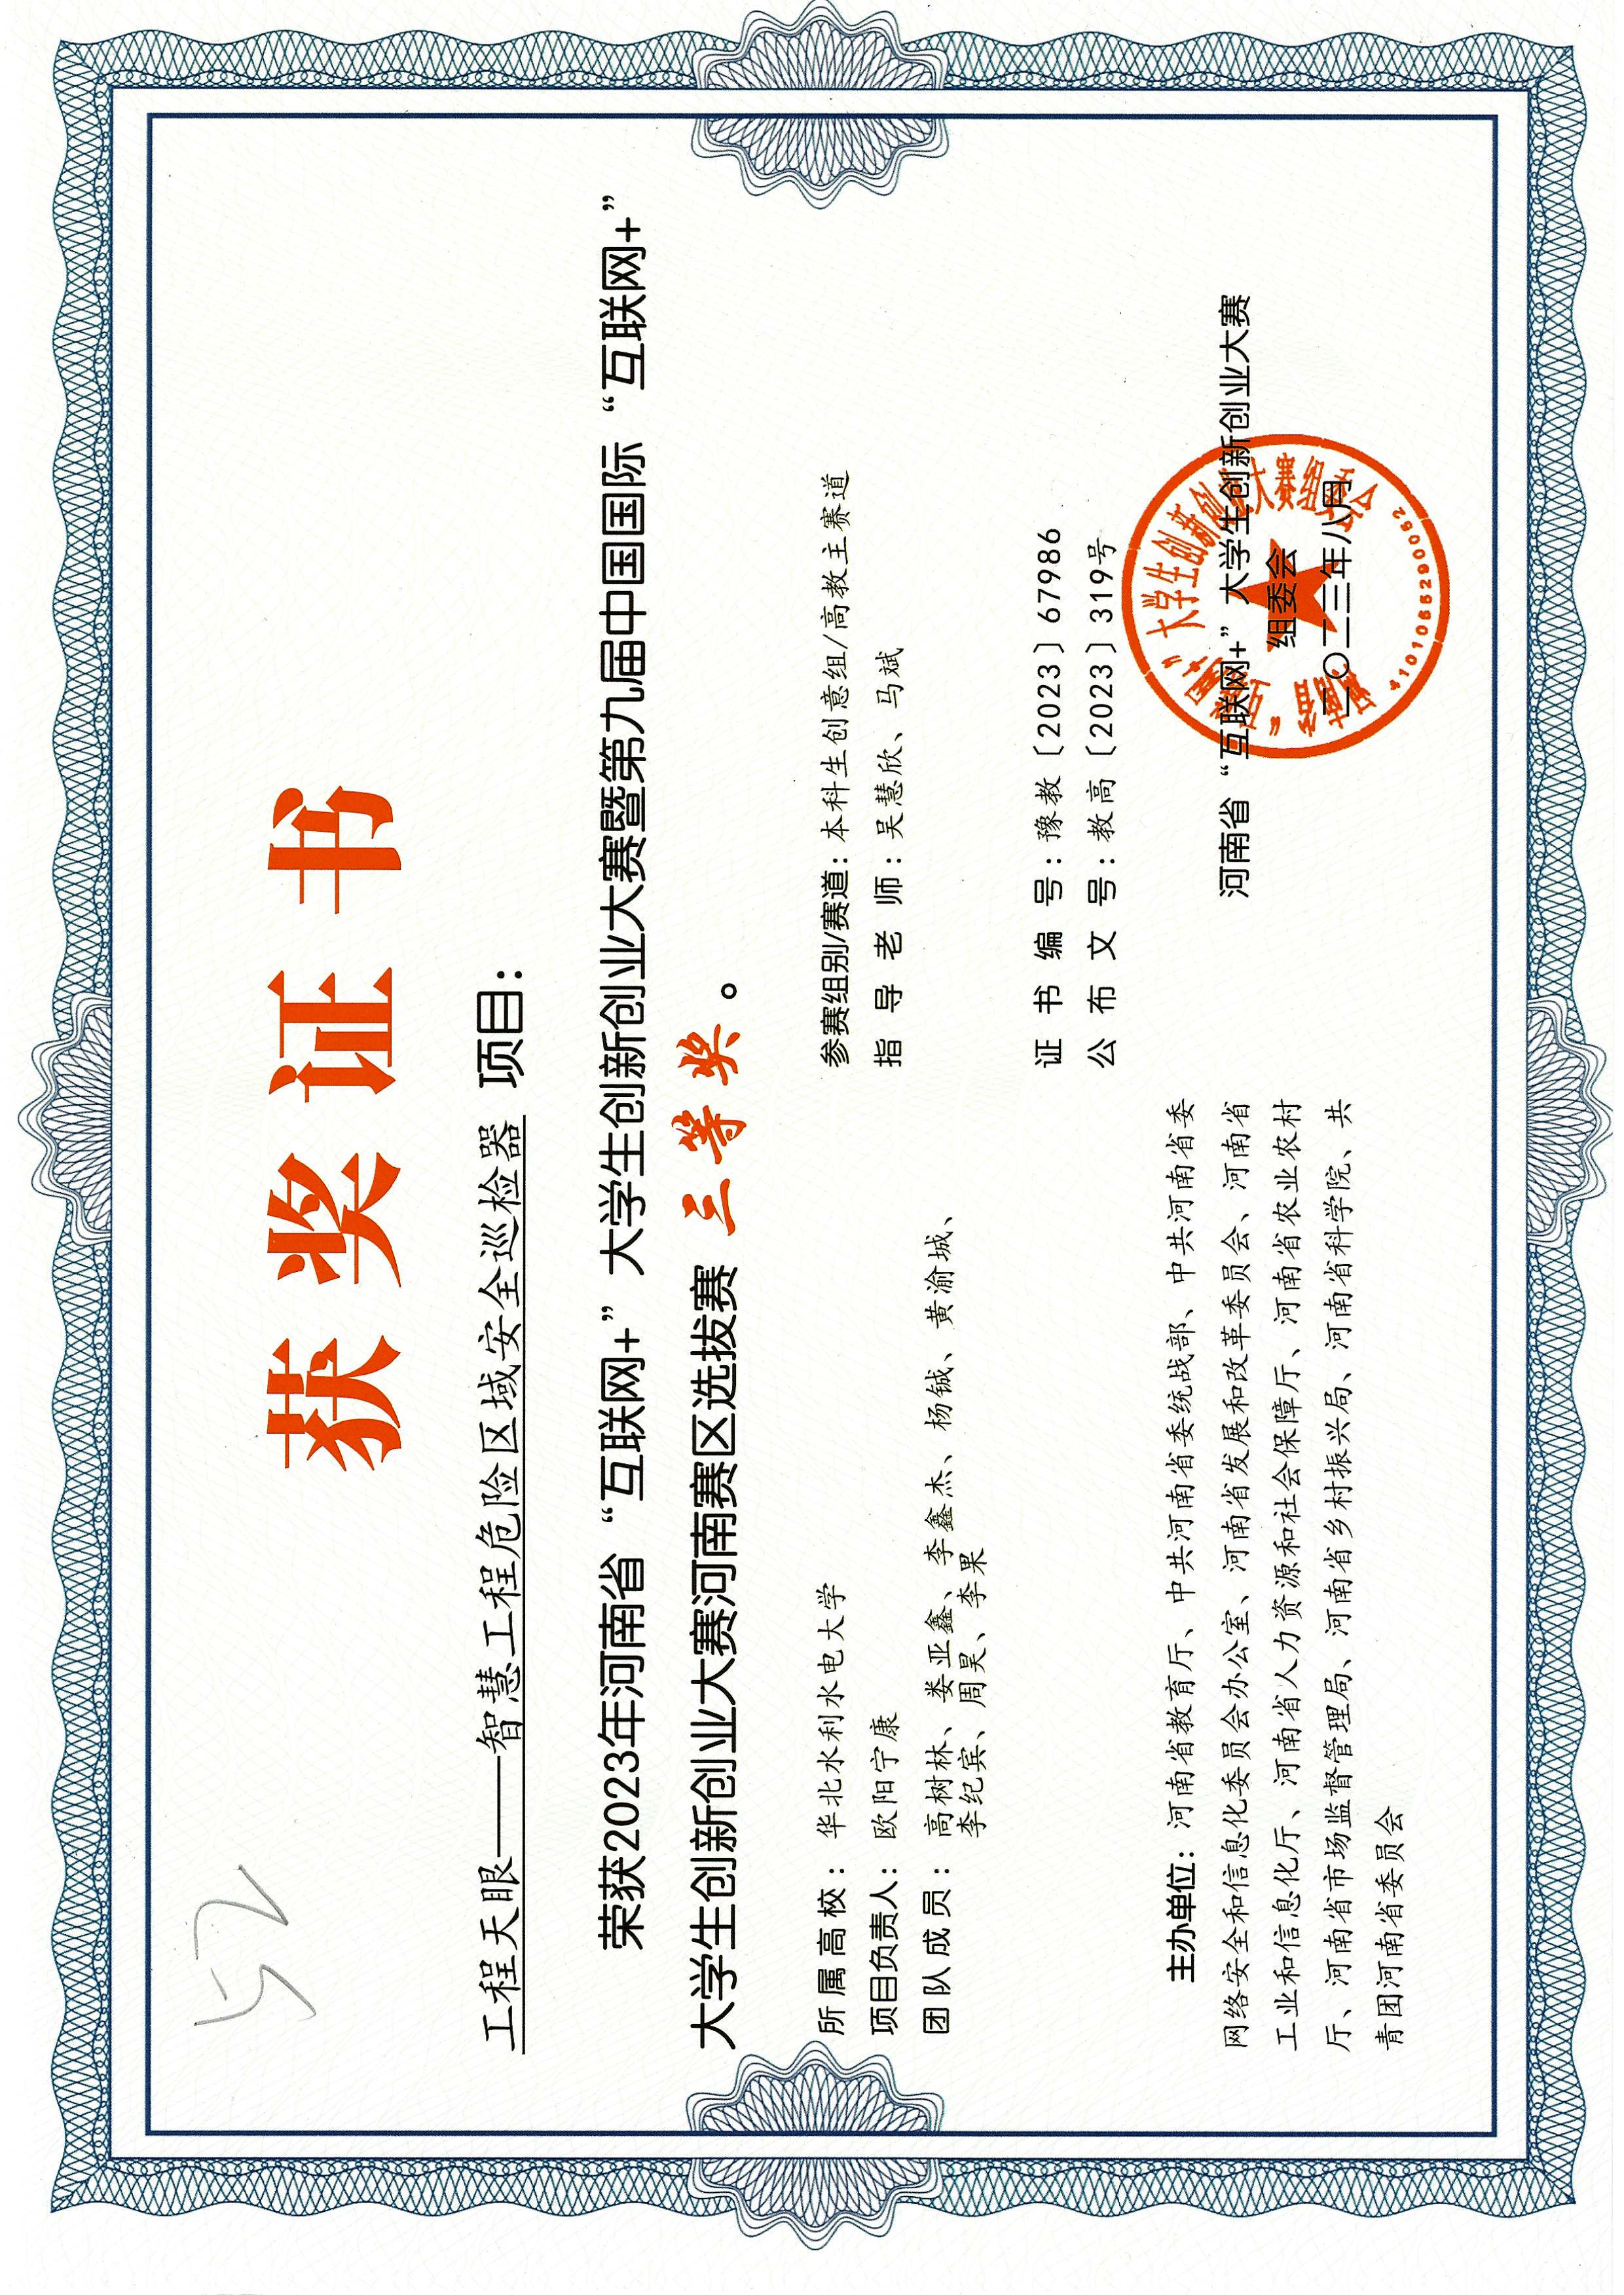 52
获奖证书
工程天眼——智慧工程危险区域安全巡检器 项目：
荣获2023年河南省“互联网+”大学生创新创业大赛暨第九届中国国际“互联网+”
大学生创新创业大赛河南赛区选拔赛 三等奖。
所属高校：华北水利水电大学
项目负责人：欧阳宁康
团队成员：高树林、娄亚鑫、李鑫杰、杨铖、黄渝城、
李纪宾、周昊、李果
参赛组别/赛道：本科生创意组/高教主赛道
指导老师：吴慧欣、马斌
证书编号：豫教〔2023〕67986
公布文号：教高〔2023〕319号
主办单位：河南省教育厅、中共河南省委统战部、中共河南省委
网络安全和信息化委员会办公室、河南省发展和改革委员会、河南省
工业和信息化厅、河南省人力资源和社会保障厅、河南省农业农村
厅、河南省市场监督管理局、河南省乡村振兴局、河南省科学院、共
青团河南省委员会
河南省“互联网+”大学生创新创业大赛
组委会
二〇二三年八月
河南省“互联网+”大学生创新创业大赛组委会
4101055290052